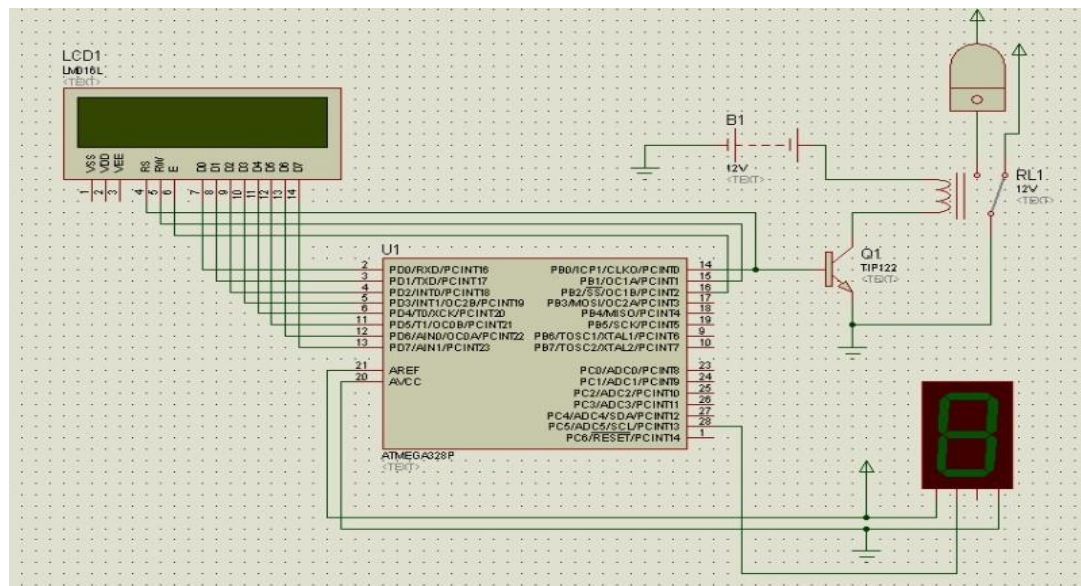 LCD1
LM016L
<TEXT>
VSS
VDD
VEE
RS
RW
E
D0
D1
D2
D3
D4
D5
D6
D7
1
2
3
4
5
6
7
8
9
10
11
12
13
14
B1
12V
<TEXT>
RL1
12V
<TEXT>
Q1
TIP122
<TEXT>
U1
2 PD0/RXD/PCINT16 PB0/ICP1/CLKO/PCINT0 14
3 PD1/TXD/PCINT17 PB1/OC1A/PCINT1 15
4 PD2/INT0/PCINT18 PB2/SS/OC1B/PCINT2 16
5 PD3/INT1/OC2B/PCINT19 PB3/MOSI/OC2A/PCINT3 17
6 PD4/T0/XCK/PCINT20 PB4/MISO/PCINT4 18
11 PD5/T1/OC0B/PCINT21 PB5/SCK/PCINT5 19
12 PD6/AIN0/OC0A/PCINT22 PB6/TOSC1/XTAL1/PCINT6 9
13 PD7/AIN1/PCINT23 PB7/TOSC2/XTAL2/PCINT7 10
21 AREF PC0/ADC0/PCINT8 23
20 AVCC PC1/ADC1/PCINT9 24
PC2/ADC2/PCINT10 25
PC3/ADC3/PCINT11 26
PC4/ADC4/SDA/PCINT12 27
PC5/ADC5/SCL/PCINT13 28
PC6/RESET/PCINT14 1
ATMEGA328P
<TEXT>
8